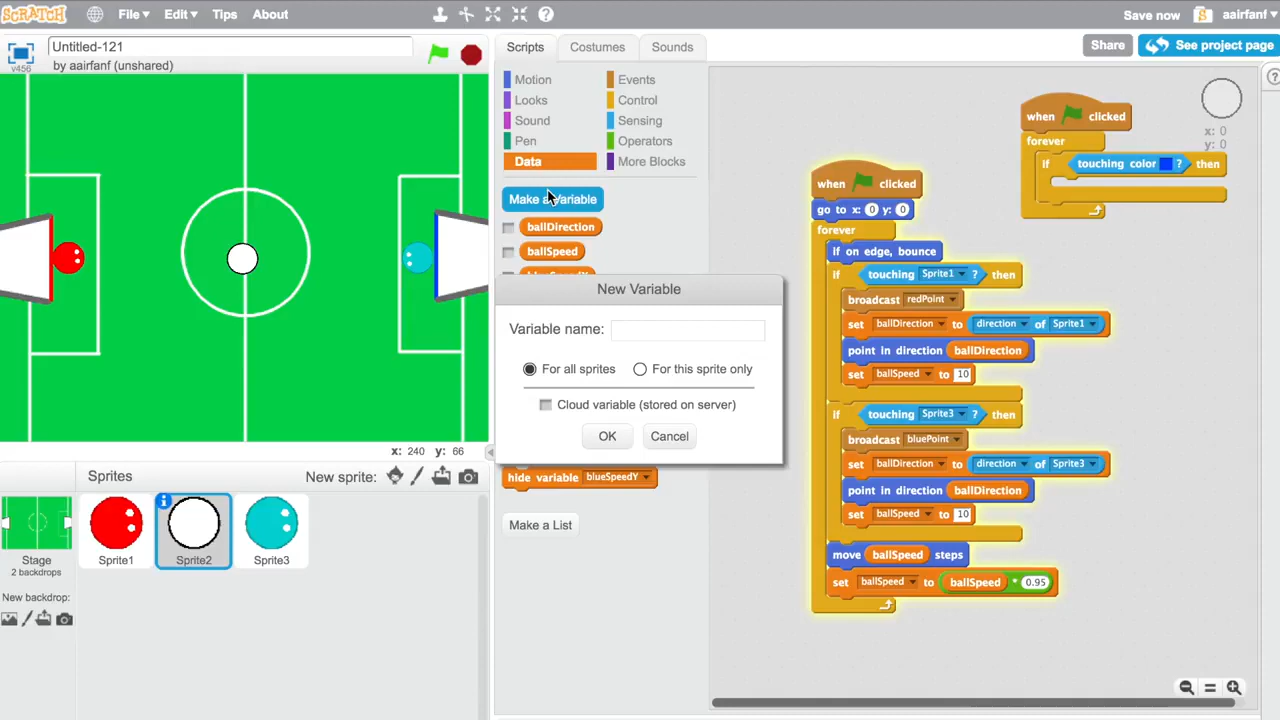 SCRATCH File▾ Edit▾ Tips About Save now aairfanf▾
v456 Untitled-121
by aairfanf (unshared)
Scripts Costumes Sounds
Share See project page
Motion Events
Looks Control
Sound Sensing
Pen Operators
Data More Blocks
Make a Variable
ballDirection
ballSpeed
New Variable
Variable name:
For all sprites For this sprite only
Cloud variable (stored on server)
OK Cancel
hide variable blueSpeedY▾
Make a List
when clicked
go to x: 0 y: 0
forever
if on edge, bounce
if touching Sprite1▾ ? then
broadcast redPoint▾
set ballDirection▾ to direction▾ of Sprite1▾
point in direction ballDirection
set ballSpeed▾ to 10
if touching Sprite3▾ ? then
broadcast bluePoint▾
set ballDirection▾ to direction▾ of Sprite3▾
point in direction ballDirection
set ballSpeed▾ to 10
move ballSpeed steps
set ballSpeed▾ to ballSpeed * 0.95
when clicked
forever
if touching color ? then
x: 0
y: 0
x: 240 y: 66
Sprites New sprite:
Stage
2 backdrops
New backdrop:
Sprite1 Sprite2 Sprite3